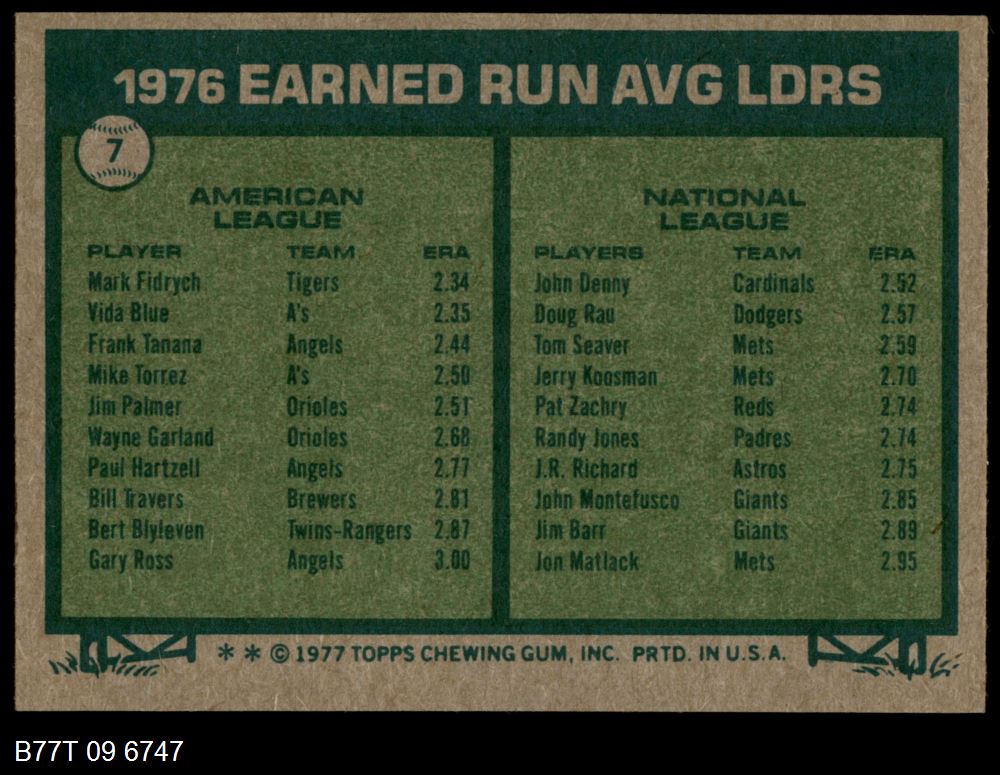 1976 EARNED RUN AVG LDRS
7
AMERICAN
LEAGUE
PLAYER TEAM ERA
Mark Fidrych Tigers 2.34
Vida Blue A's 2.35
Frank Tanana Angels 2.44
Mike Torrez A's 2.50
Jim Palmer Orioles 2.51
Wayne Garland Orioles 2.68
Paul Hartzell Angels 2.77
Bill Travers Brewers 2.81
Bert Blyleven Twins-Rangers 2.87
Gary Ross Angels 3.00
NATIONAL
LEAGUE
PLAYERS TEAM ERA
John Denny Cardinals 2.52
Doug Rau Dodgers 2.57
Tom Seaver Mets 2.59
Jerry Koosman Mets 2.70
Pat Zachry Reds 2.74
Randy Jones Padres 2.74
J.R. Richard Astros 2.75
John Montefusco Giants 2.85
Jim Barr Giants 2.89
Jon Matlack Mets 2.95
* * © 1977 TOPPS CHEWING GUM, INC. PRTD. IN U.S.A.
B77T 09 6747